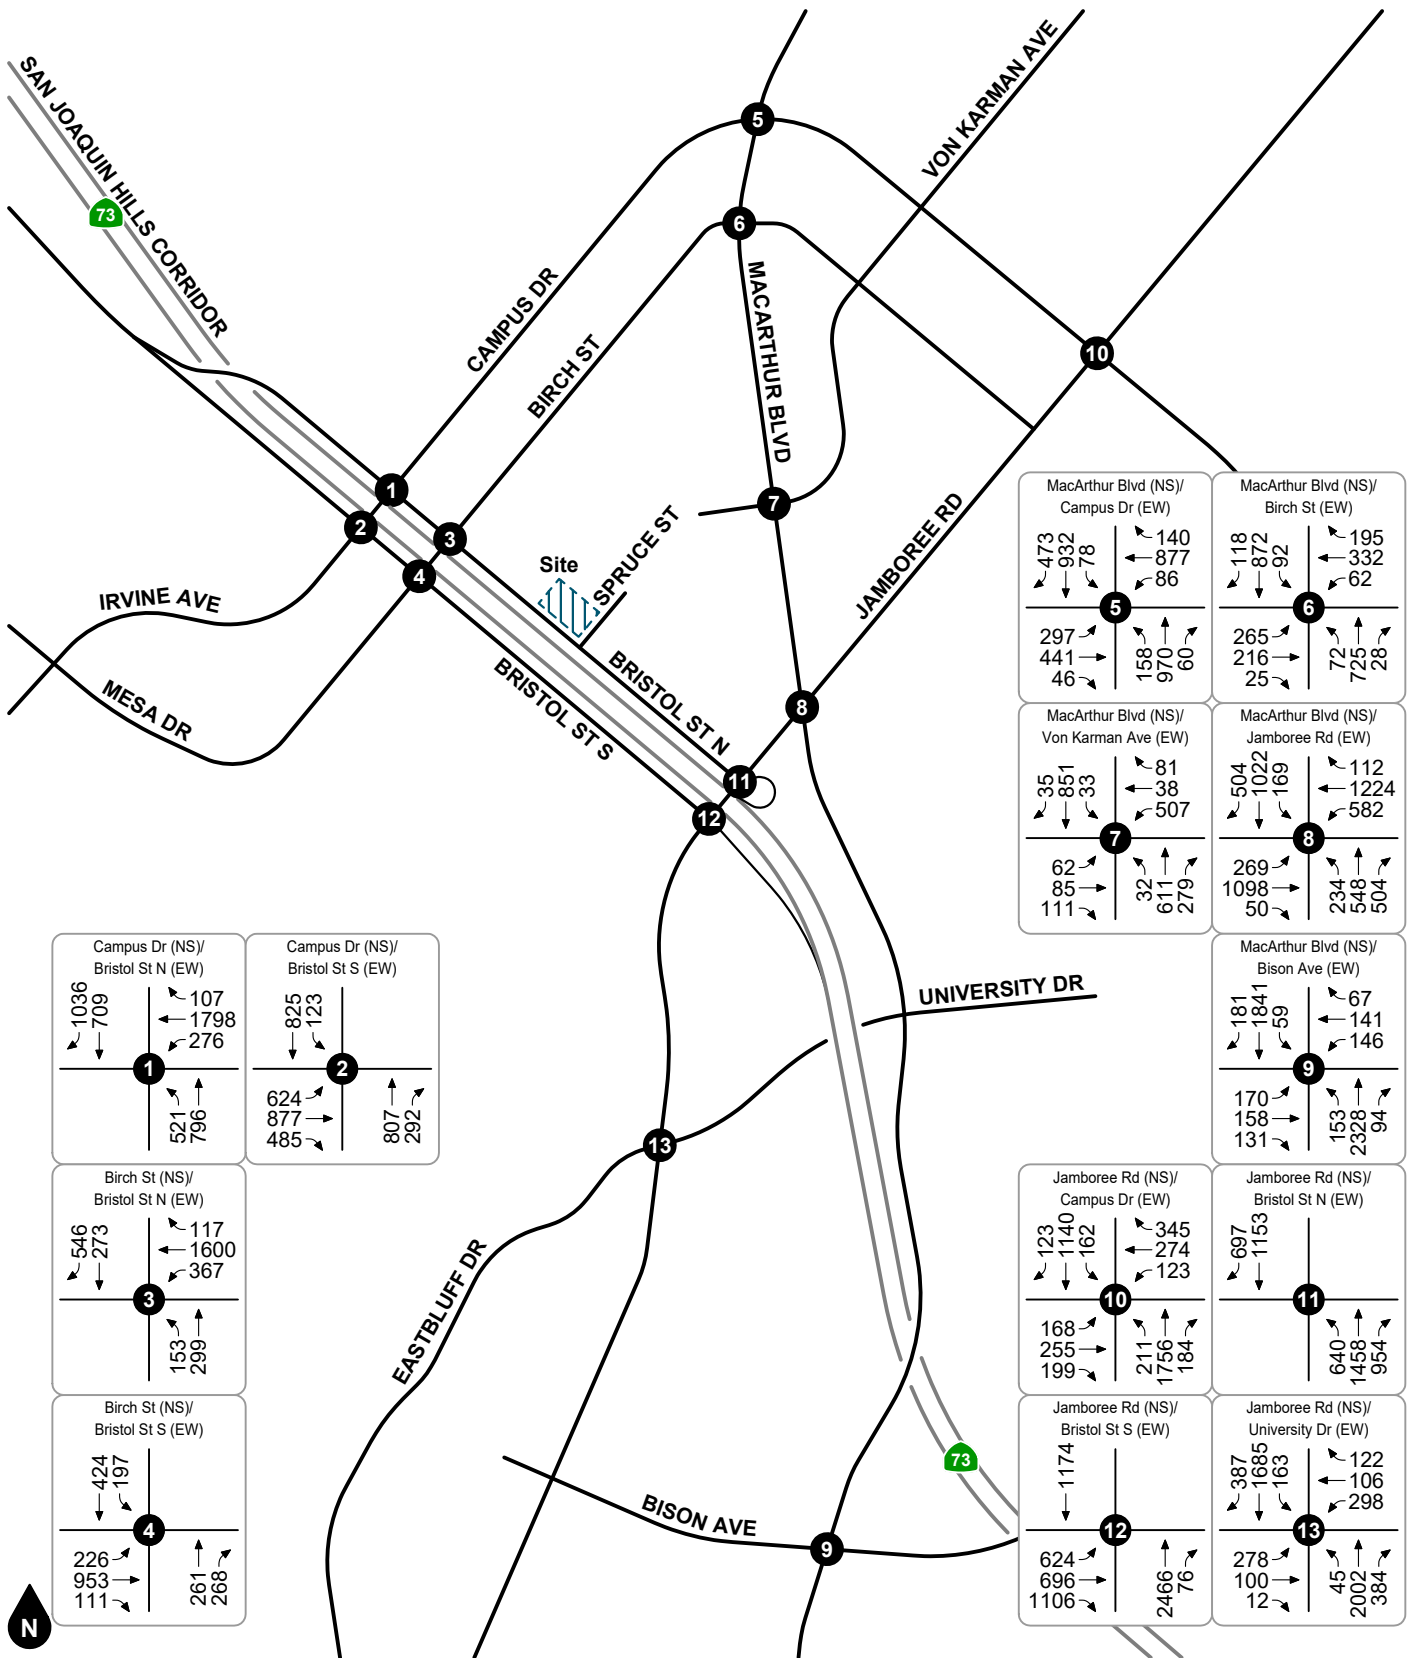 SAN JOAQUIN HILLS CORRIDOR
73
VON KARMAN AVE
5
6
CAMPUS DR
BIRCH ST
MACARTHUR BLVD
10
1
2
3
4
7
Site
SPRUCE ST
JAMBOREE RD
IRVINE AVE
MESA DR
BRISTOL ST N
BRISTOL ST S
8
11
12
UNIVERSITY DR
13
EASTBLUFF DR
73
BISON AVE
9
N
MacArthur Blvd (NS)/
Campus Dr (EW)
473 932 78
140
877
86
5
297
441
46
158 970 60
MacArthur Blvd (NS)/
Birch St (EW)
118 872 92
195
332
62
6
265
216
25
72 725 28
MacArthur Blvd (NS)/
Von Karman Ave (EW)
35 851 33
81
38
507
7
62
85
111
32 611 279
MacArthur Blvd (NS)/
Jamboree Rd (EW)
504 1022 169
112
1224
582
8
269
1098
50
234 548 504
Campus Dr (NS)/
Bristol St N (EW)
1036 709
107
1798
276
1
521 796
Campus Dr (NS)/
Bristol St S (EW)
825 123
2
624
877
485
807 292
MacArthur Blvd (NS)/
Bison Ave (EW)
181 1841 59
67
141
146
9
170
158
131
153 2328 94
Birch St (NS)/
Bristol St N (EW)
546 273
117
1600
367
3
153 299
Jamboree Rd (NS)/
Campus Dr (EW)
123 1140 162
345
274
123
10
168
255
199
211 1756 184
Jamboree Rd (NS)/
Bristol St N (EW)
697 1153
11
640 1458 954
Birch St (NS)/
Bristol St S (EW)
424 197
4
226
953
111
261 268
Jamboree Rd (NS)/
Bristol St S (EW)
1174
12
624
696
1106
2466 76
Jamboree Rd (NS)/
University Dr (EW)
387 1685 163
122
106
298
13
278
100
12
45 2002 384